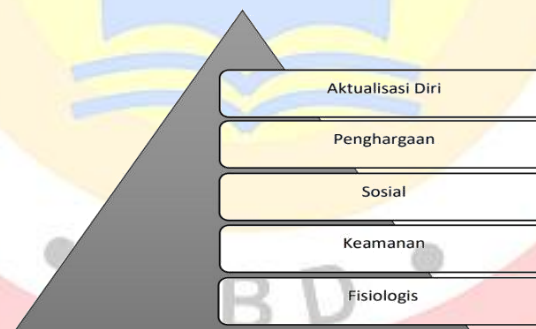 Aktualisasi Diri
Penghargaan
Sosial
Keamanan
Fisiologis
B D